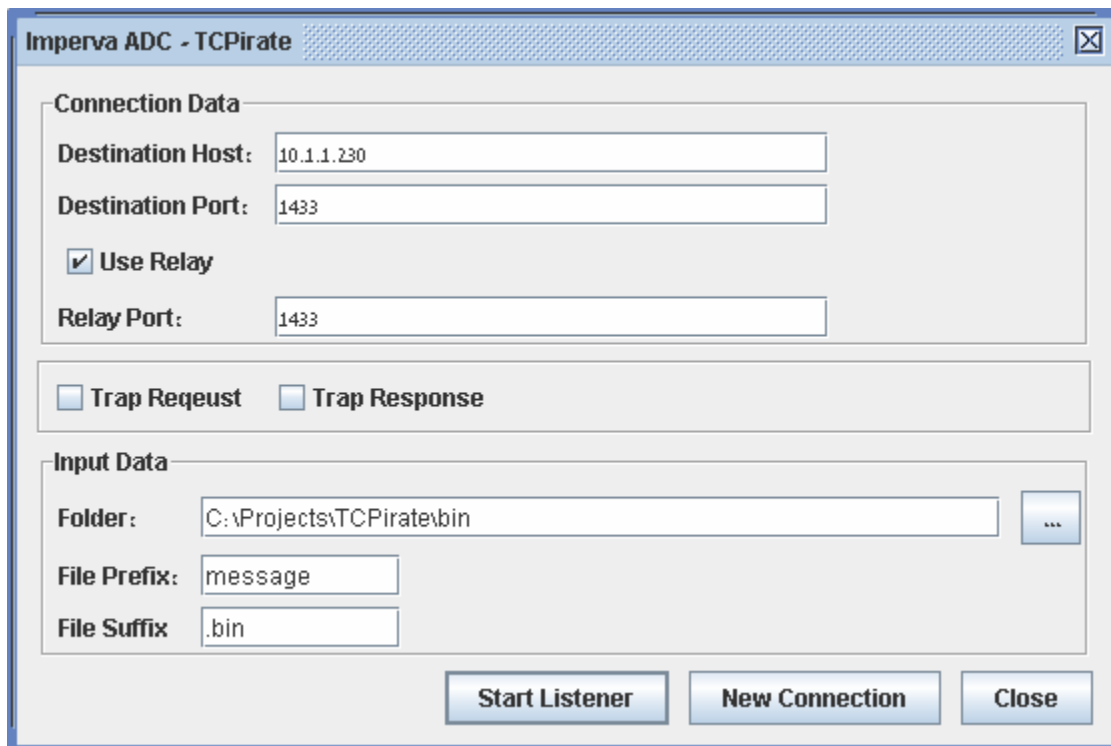 Imperva ADC - TCPirate
Connection Data
Destination Host: 10.1.1.230
Destination Port: 1433
Use Relay
Relay Port: 1433
Trap Reqeust Trap Response
Input Data
Folder: C:\Projects\TCPirate\bin ...
File Prefix: message
File Suffix .bin
Start Listener New Connection Close